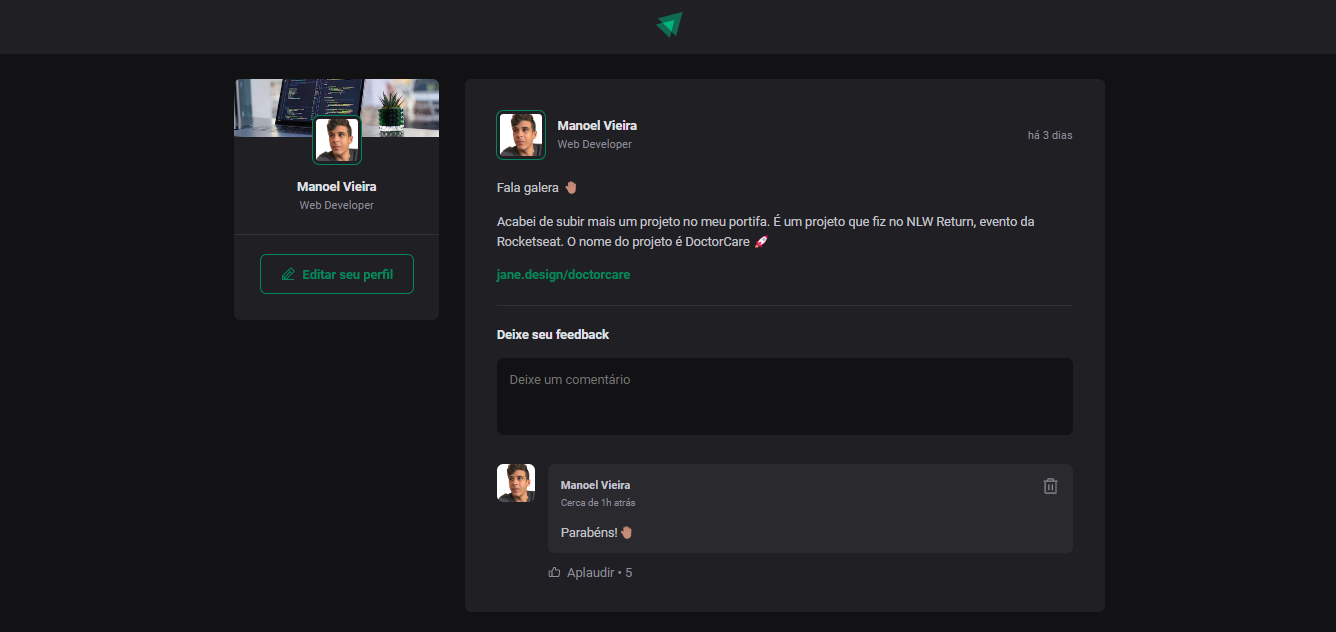 Manoel Vieira
Web Developer
Editar seu perfil
Manoel Vieira
Web Developer
há 3 dias
Fala galera 🤚🏽
Acabei de subir mais um projeto no meu portifa. É um projeto que fiz no NLW Return, evento da
Rocketseat. O nome do projeto é DoctorCare 🚀
jane.design/doctorcare
Deixe seu feedback
Deixe um comentário
Manoel Vieira
Cerca de 1h atrás
Parabéns!🤚🏽
Aplaudir • 5